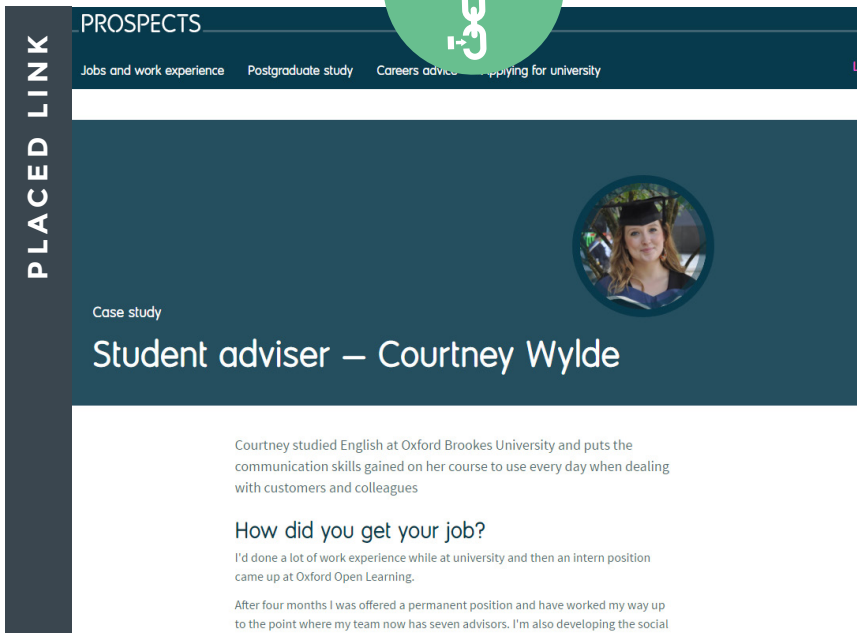 PLACED LINK
PROSPECTS
Jobs and work experience Postgraduate study Careers advice Applying for university
L
Case study
Student adviser – Courtney Wylde
Courtney studied English at Oxford Brookes University and puts the
communication skills gained on her course to use every day when dealing
with customers and colleagues
How did you get your job?
I'd done a lot of work experience while at university and then an intern position
came up at Oxford Open Learning.
After four months I was offered a permanent position and have worked my way up
to the point where my team now has seven advisors. I'm also developing the social